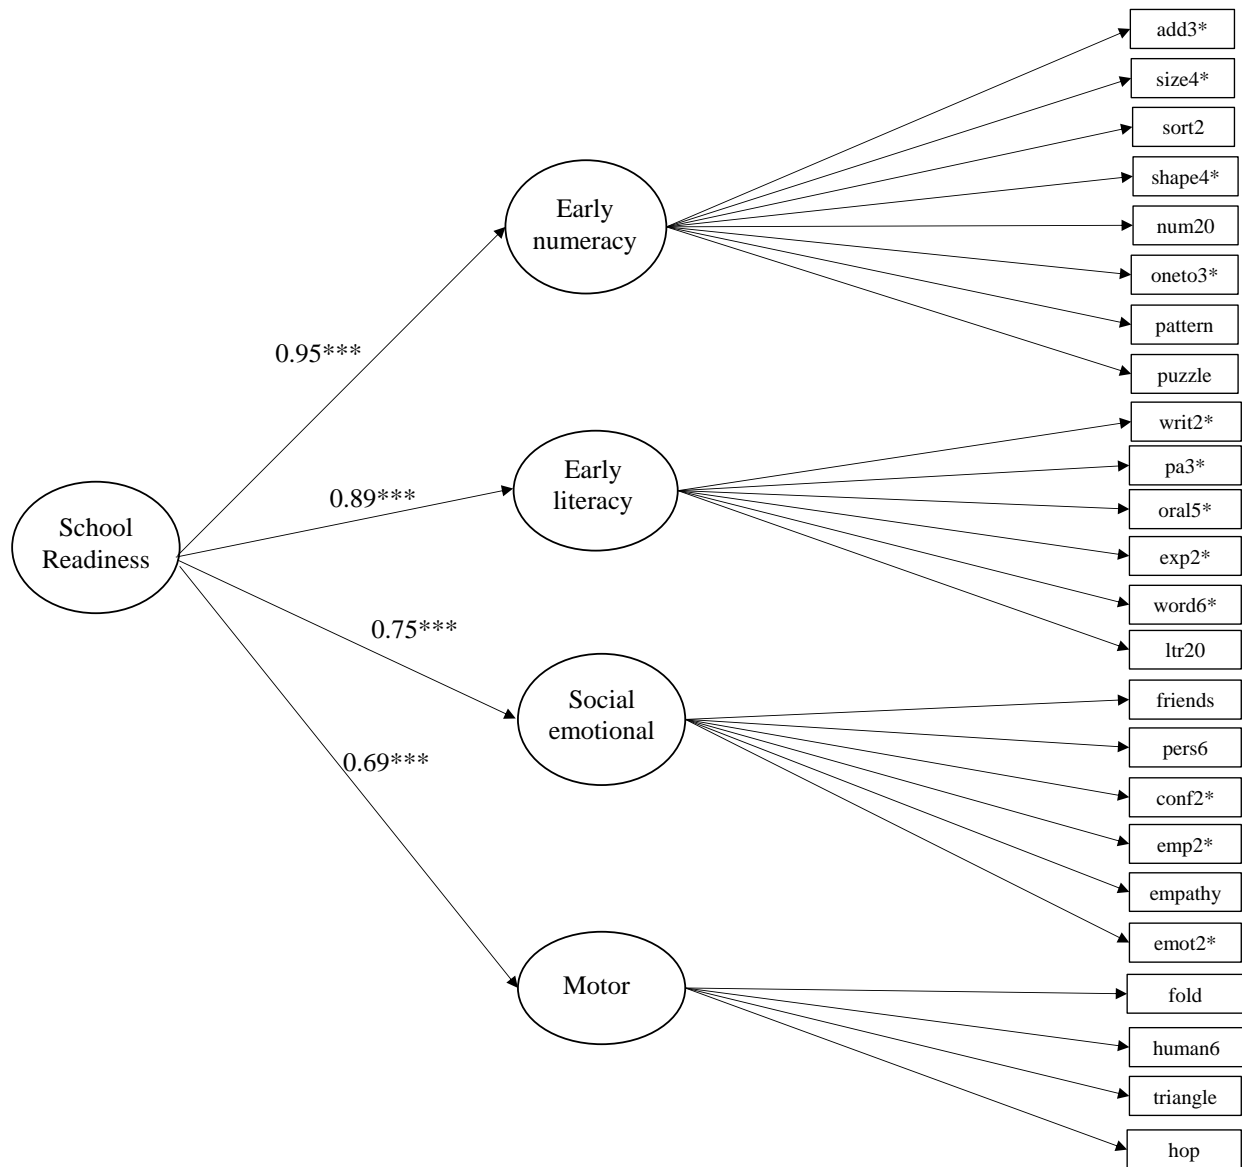 add3*
size4*
sort2
shape4*
num20
oneto3*
pattern
puzzle
Early
numeracy
0.95***
writ2*
pa3*
oral5*
exp2*
word6*
ltr20
Early
literacy
0.89***
School
Readiness
0.75***
Social
emotional
friends
pers6
conf2*
emp2*
empathy
emot2*
0.69***
Motor
fold
human6
triangle
hop